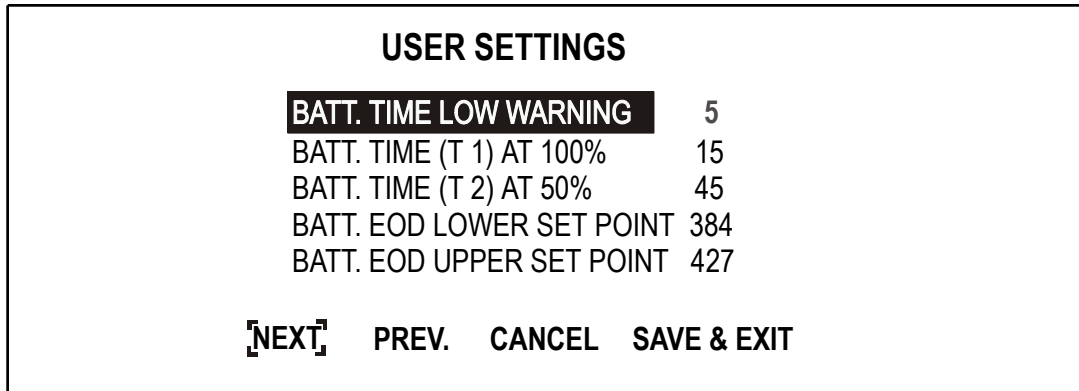 USER SETTINGS
BATT. TIME LOW WARNING 5
BATT. TIME (T 1) AT 100% 15
BATT. TIME (T 2) AT 50% 45
BATT. EOD LOWER SET POINT 384
BATT. EOD UPPER SET POINT 427
NEXT PREV. CANCEL SAVE & EXIT